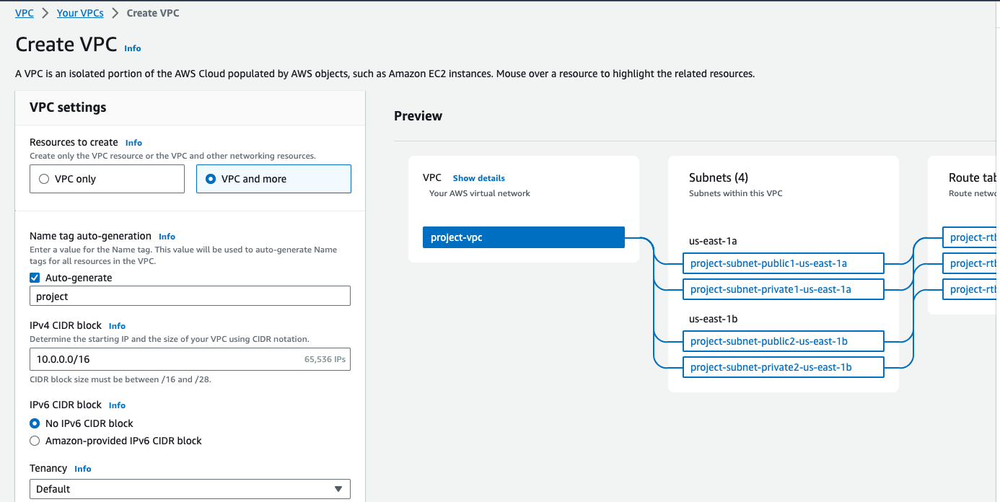 VPC > Your VPCs > Create VPC
Create VPC Info
A VPC is an isolated portion of the AWS Cloud populated by AWS objects, such as Amazon EC2 instances. Mouse over a resource to highlight the related resources.
VPC settings
Resources to create Info
Create only the VPC resource or the VPC and other networking resources.
VPC only
VPC and more
Name tag auto-generation Info
Enter a value for the Name tag. This value will be used to auto-generate Name
tags for all resources in the VPC.
Auto-generate
project
IPv4 CIDR block Info
Determine the starting IP and the size of your VPC using CIDR notation.
10.0.0.0/16 65,536 IPs
CIDR block size must be between /16 and /28.
IPv6 CIDR block Info
No IPv6 CIDR block
Amazon-provided IPv6 CIDR block
Tenancy Info
Default
Preview
VPC Show details
Your AWS virtual network
project-vpc
Subnets (4)
Subnets within this VPC
us-east-1a
project-subnet-public1-us-east-1a
project-subnet-private1-us-east-1a
us-east-1b
project-subnet-public2-us-east-1b
project-subnet-private2-us-east-1b
Route
Route
project-rtb
project-rtb
project-rtb